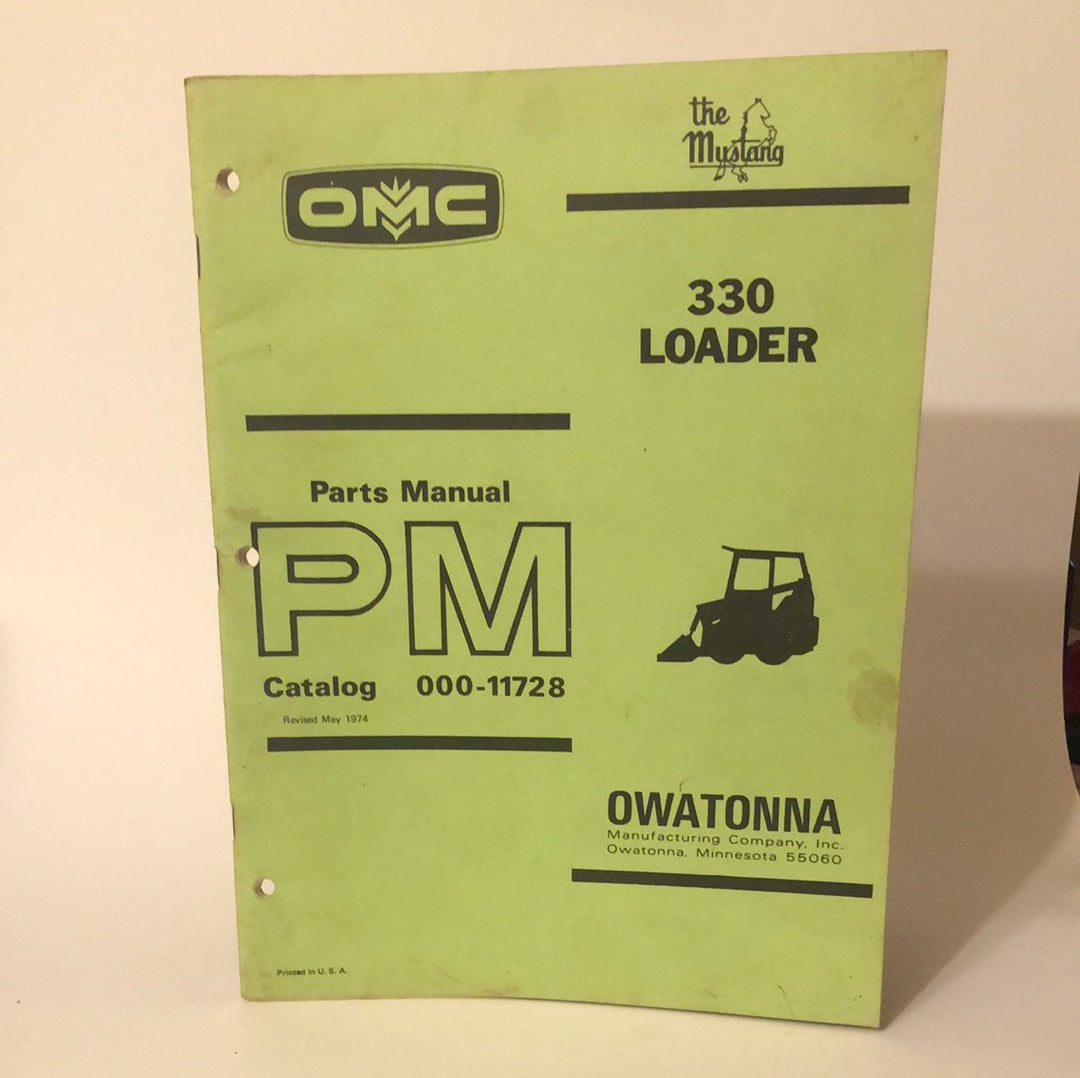 the
Mustang
OMC
330
LOADER
Parts Manual
PM
Catalog 000-11728
Revised May 1974
OWATONNA
Manufacturing Company, Inc.
Owatonna, Minnesota 55060
Printed in U. S. A.